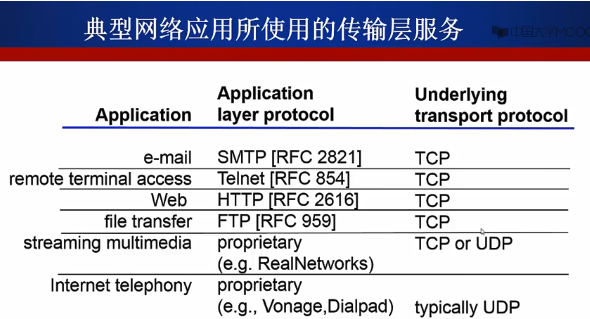 典型网络应用所使用的传输层服务
中国大学MOOC
Application
Application layer protocol
Underlying transport protocol
e-mail SMTP [RFC 2821] TCP
remote terminal access Telnet [RFC 854] TCP
Web HTTP [RFC 2616] TCP
file transfer FTP [RFC 959] TCP
streaming multimedia proprietary TCP or UDP
(e.g. RealNetworks)
Internet telephony proprietary
(e.g., Vonage,Dialpad) typically UDP